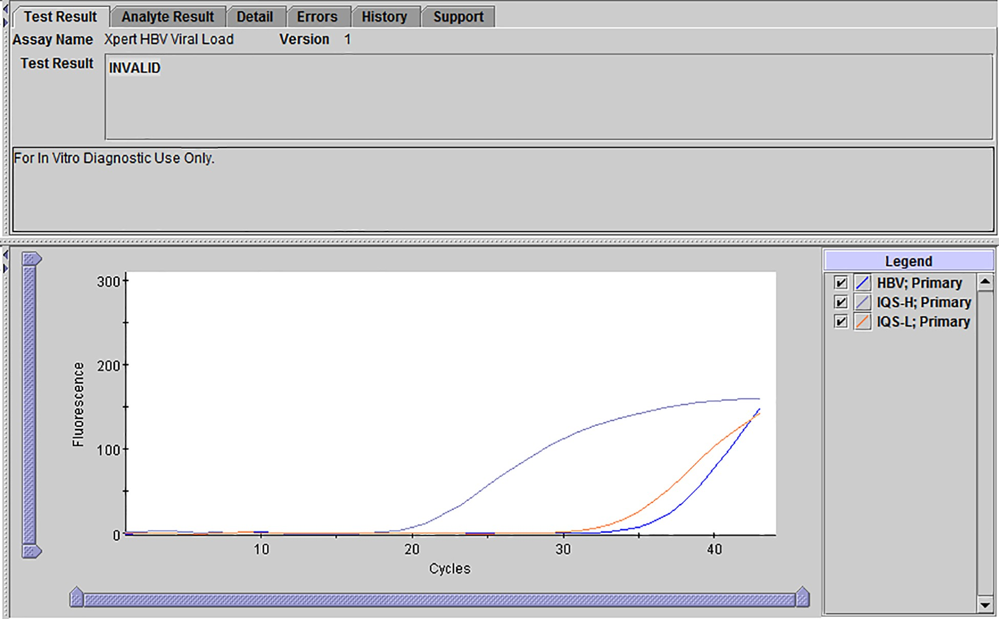 Test Result Analyte Result Detail Errors History Support
Assay Name Xpert HBV Viral Load Version 1
Test Result INVALID
For In Vitro Diagnostic Use Only.
Legend
HBV; Primary
IQS-H; Primary
IQS-L; Primary
300
200
100
0
Fluorescence
10 20 30 40
Cycles